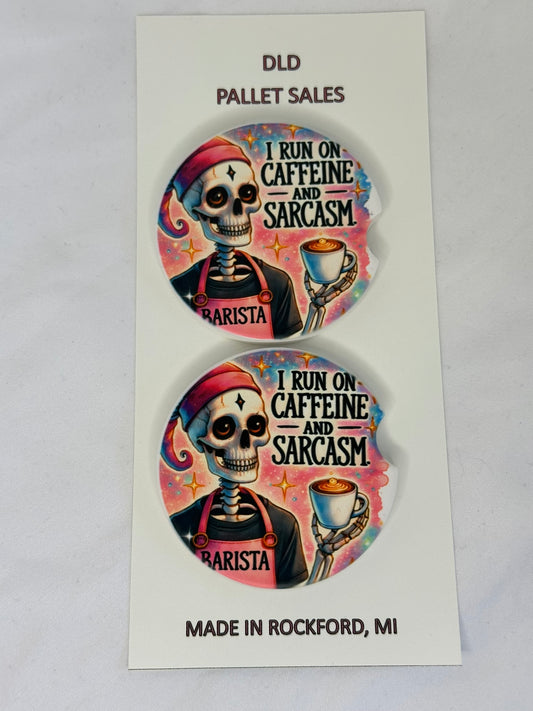 DLD
PALLET SALES
I RUN ON
CAFFEINE
AND
SARCASM.
BARISTA
I RUN ON
CAFFEINE
AND
SARCASM.
BARISTA
MADE IN ROCKFORD, MI